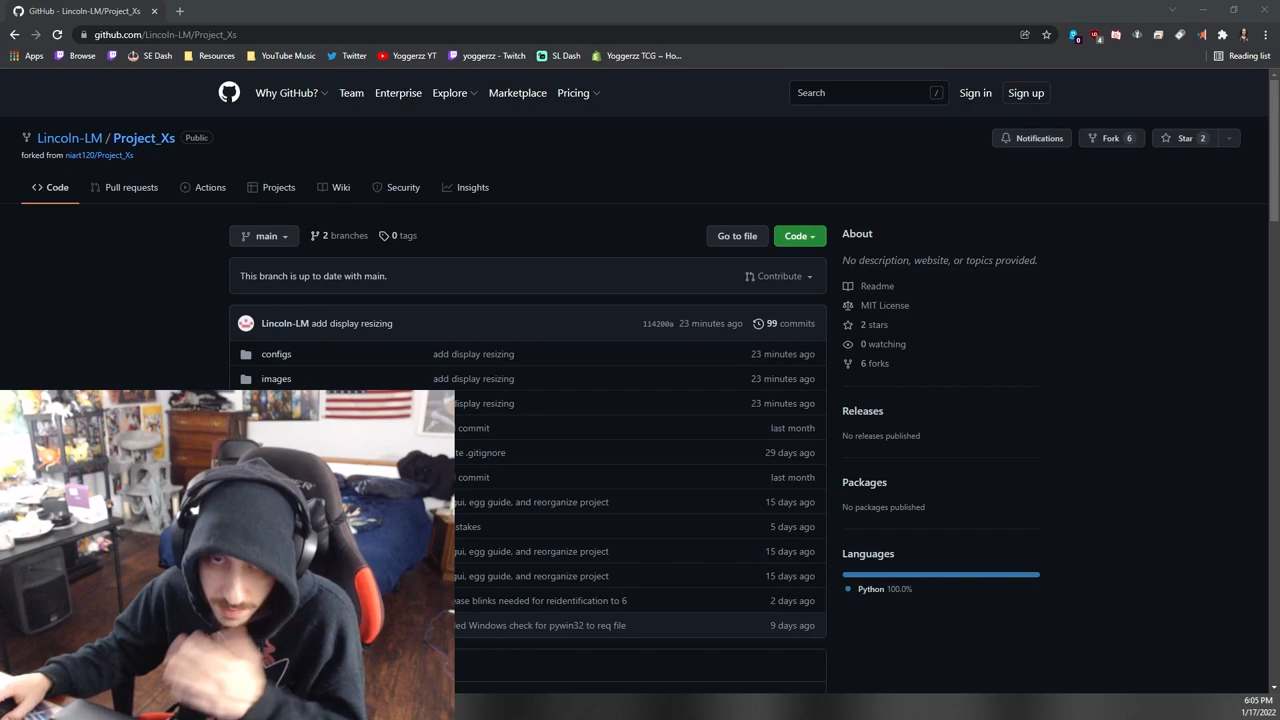 GitHub - Lincoln-LM/Project_Xs
github.com/Lincoln-LM/Project_Xs
Apps Browse SE Dash Resources YouTube Music Twitter Yoggerzz YT yoggerzz - Twitch SL Dash Yoggerzz TCG ~ Ho... Reading list
Why GitHub? Team Enterprise Explore Marketplace Pricing Search / Sign in Sign up
Lincoln-LM / Project_Xs Public Notifications Fork 6 Star 2
forked from niart120/Project_Xs
Code Pull requests Actions Projects Wiki Security Insights
main 2 branches 0 tags Go to file Code
This branch is up to date with main. Contribute
Lincoln-LM add display resizing 114200a 23 minutes ago 99 commits
configs add display resizing 23 minutes ago
images add display resizing 23 minutes ago
display resizing 23 minutes ago
commit last month
te .gitignore 29 days ago
commit last month
gui, egg guide, and reorganize project 15 days ago
stakes 5 days ago
gui, egg guide, and reorganize project 15 days ago
gui, egg guide, and reorganize project 15 days ago
ease blinks needed for reidentification to 6 2 days ago
ed Windows check for pywin32 to req file 9 days ago
About
No description, website, or topics provided.
Readme
MIT License
2 stars
0 watching
6 forks
Releases
No releases published
Packages
No packages published
Languages
Python 100.0%
6:05 PM
1/17/2022